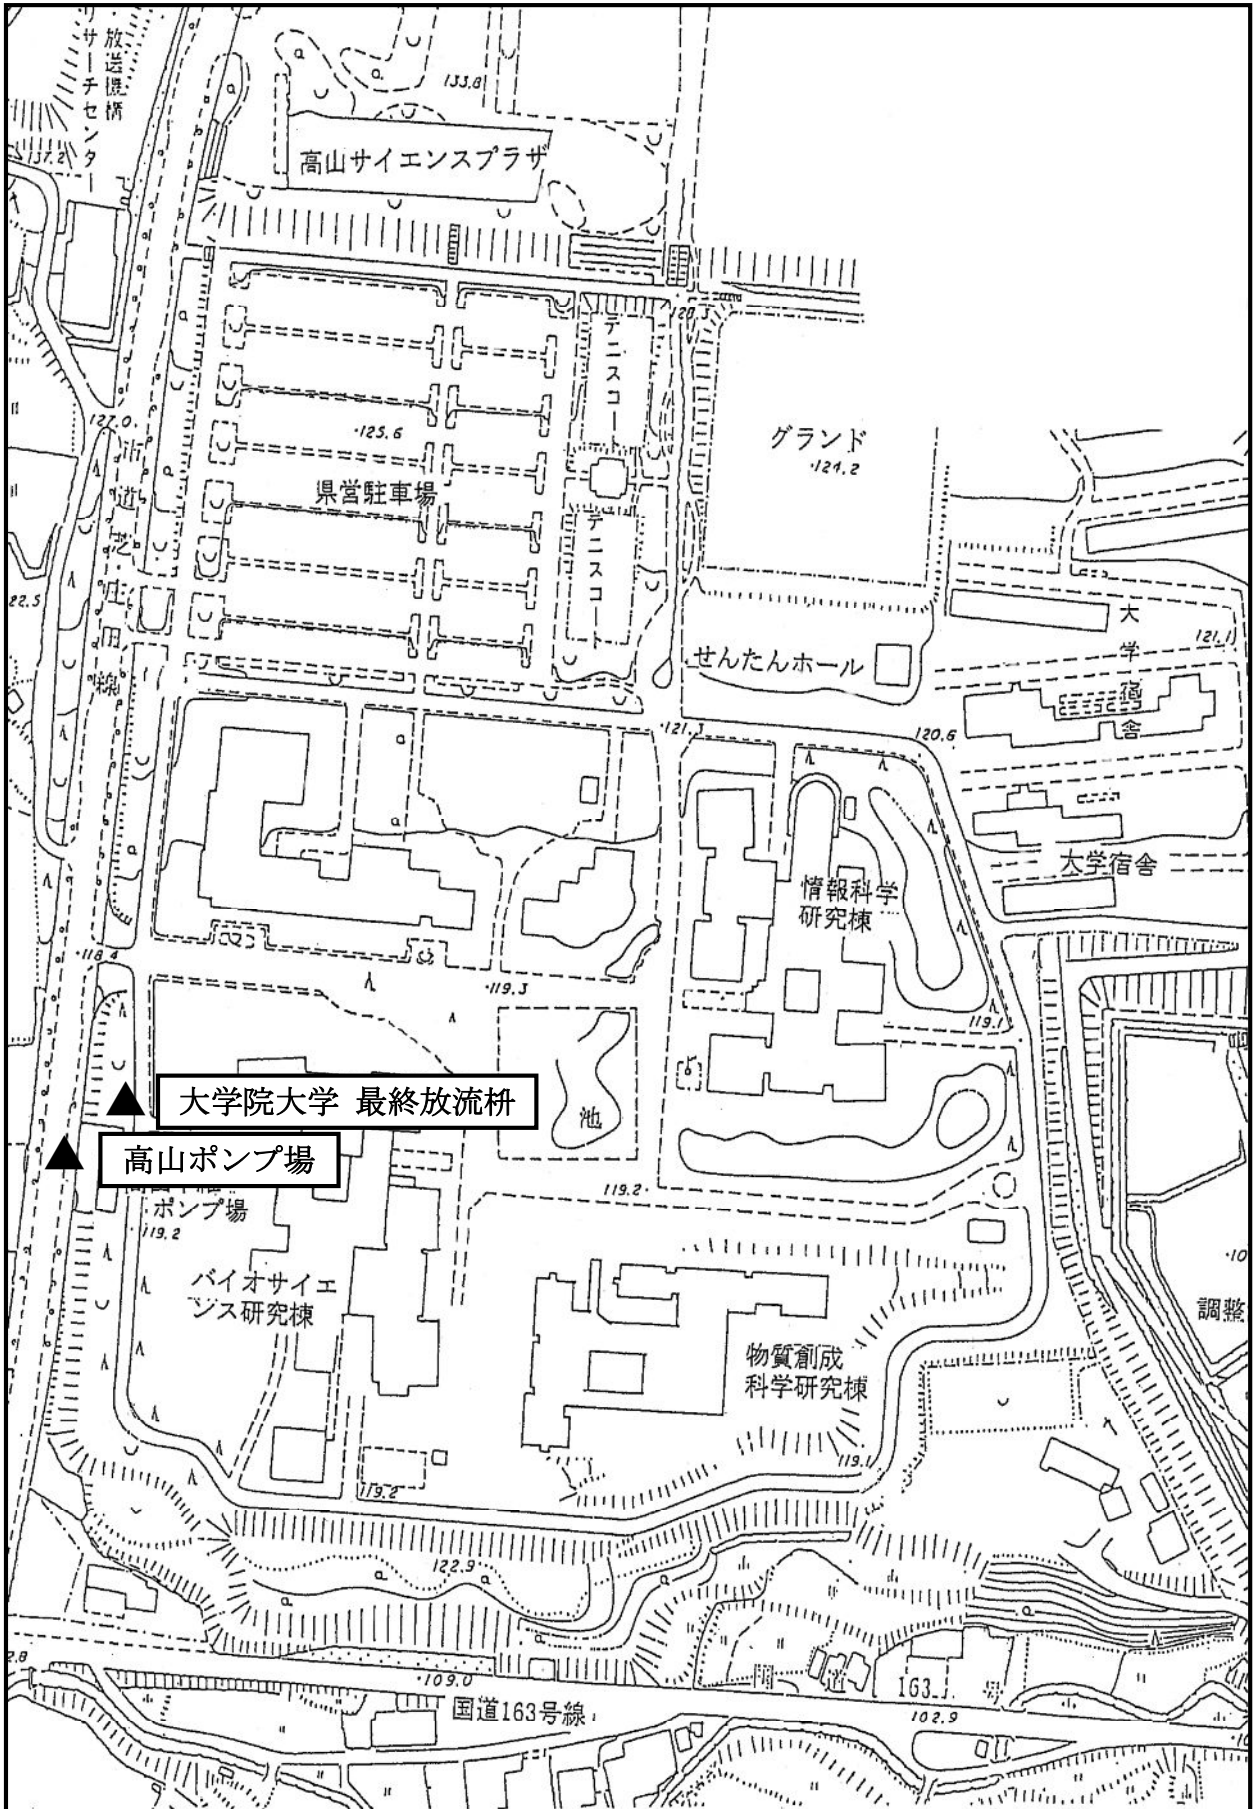 放送機構
リサーチセンター
133.8
137.2
高山サイエンスプラザ
テニスコート
127.0
・125.6
グランド
・124.2
県営駐車場
テニスコート
市道芝庄田線
22.5
大学宿舎
121.1
せんたんホール
・121.3
120.6
大学宿舎
情報科学
研究棟
・118.4
・119.3
119.1
大学院大学 最終放流枡
池
高山ポンプ場
ポンプ場
119.2・
・119.2
バイオサイエ
ンス研究棟
調整
物質創成
科学研究棟
119.1
119.2
122.9
2.8
・109.0
163
国道163号線
102.9